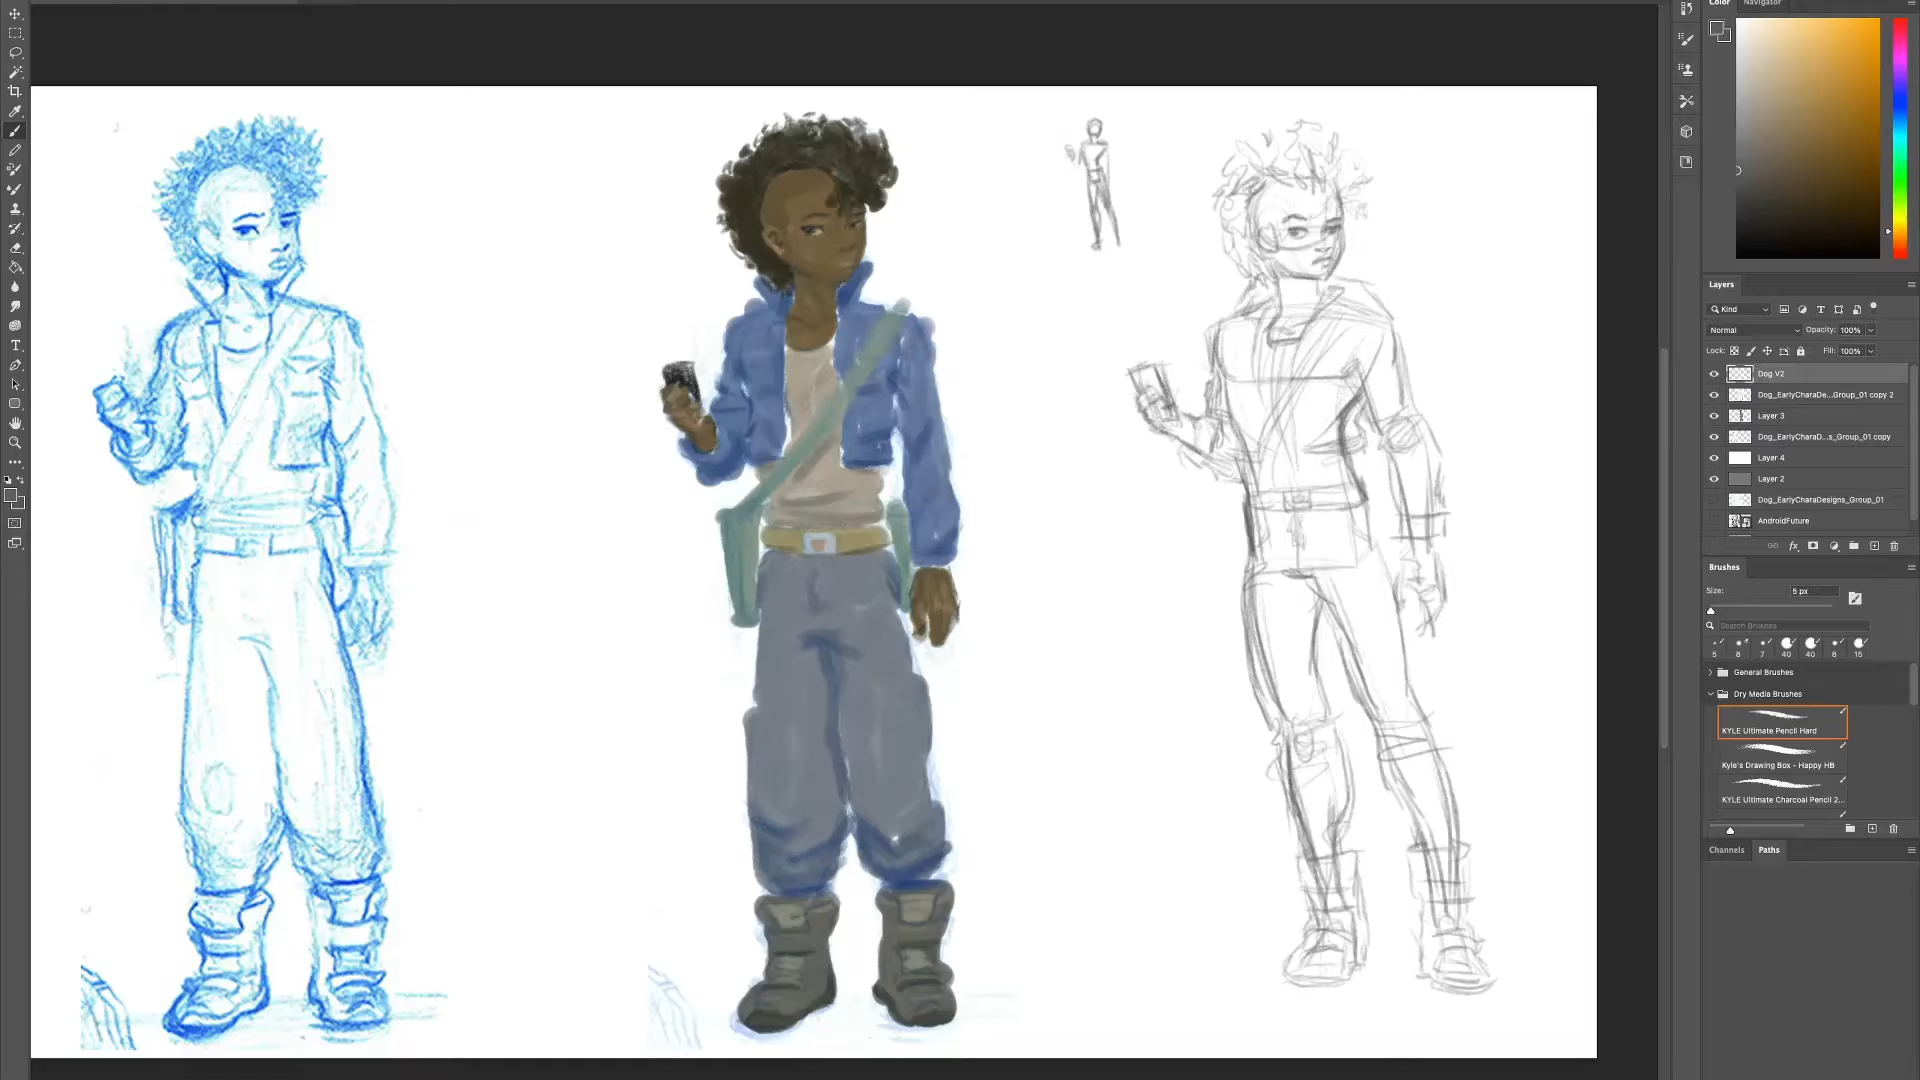 Color Navigator
Layers
Kind
Normal Opacity: 100%
Lock: Fill: 100%
Dog V2
Dog_EarlyCharaDe...Group_01 copy 2
Layer 3
Dog_EarlyCharaD...s_Group_01 copy
Layer 4
Layer 2
Dog_EarlyCharaDesigns_Group_01
AndroidFuture
fx
Brushes
Size: 5 px
Search Brushes
5 8 7 40 40 8 15
General Brushes
Dry Media Brushes
KYLE Ultimate Pencil Hard
Kyle's Drawing Box - Happy HB
KYLE Ultimate Charcoal Pencil 2...
Channels Paths